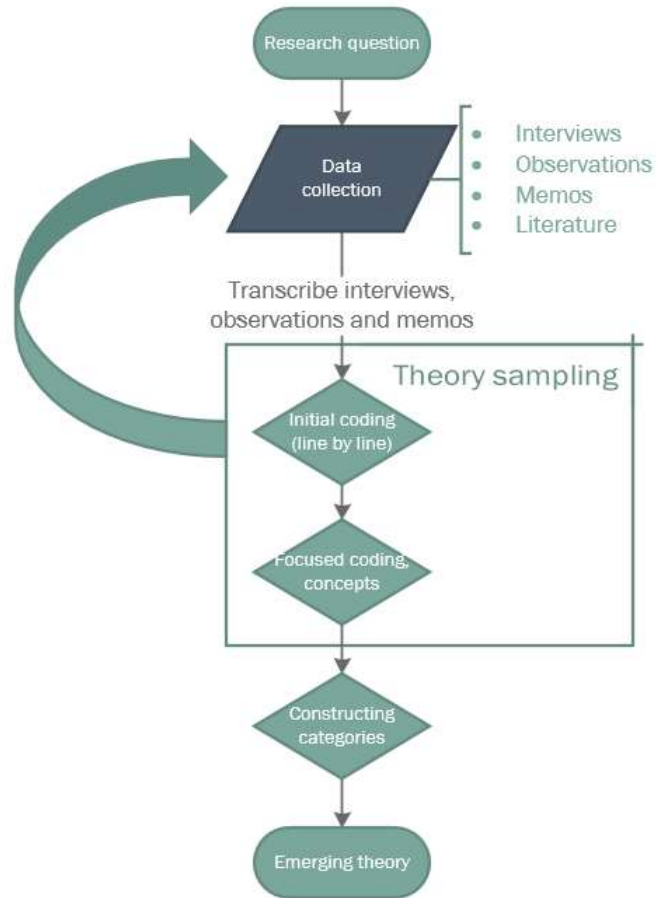 Research question
Data
collection
• Interviews
• Observations
• Memos
• Literature
Transcribe interviews,
observations and memos
Theory sampling
Initial coding
(line by line)
Focused coding,
concepts
Constructing
categories
Emerging theory